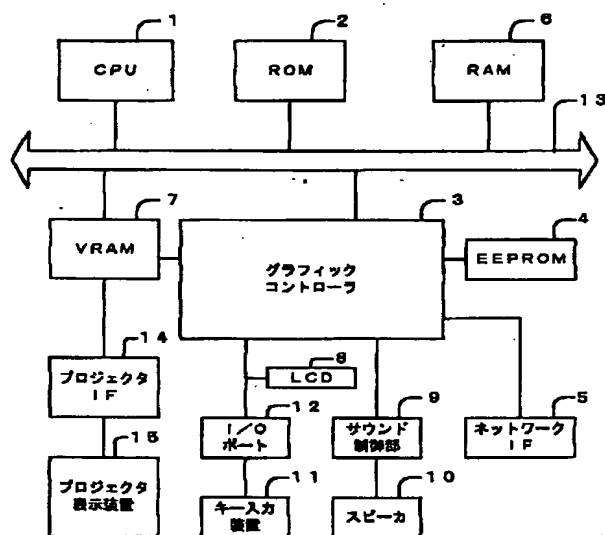 1
CPU
2
ROM
6
RAM
13
7
VRAM
3
グラフィック
コントローラ
4
EEPROM
14
プロジェクタ
IF
8
LCD
12
I/O
ポート
9
サウンド
制御部
5
ネットワーク
IF
15
プロジェクタ
表示装置
11
キー入力
装置
10
スピーカ